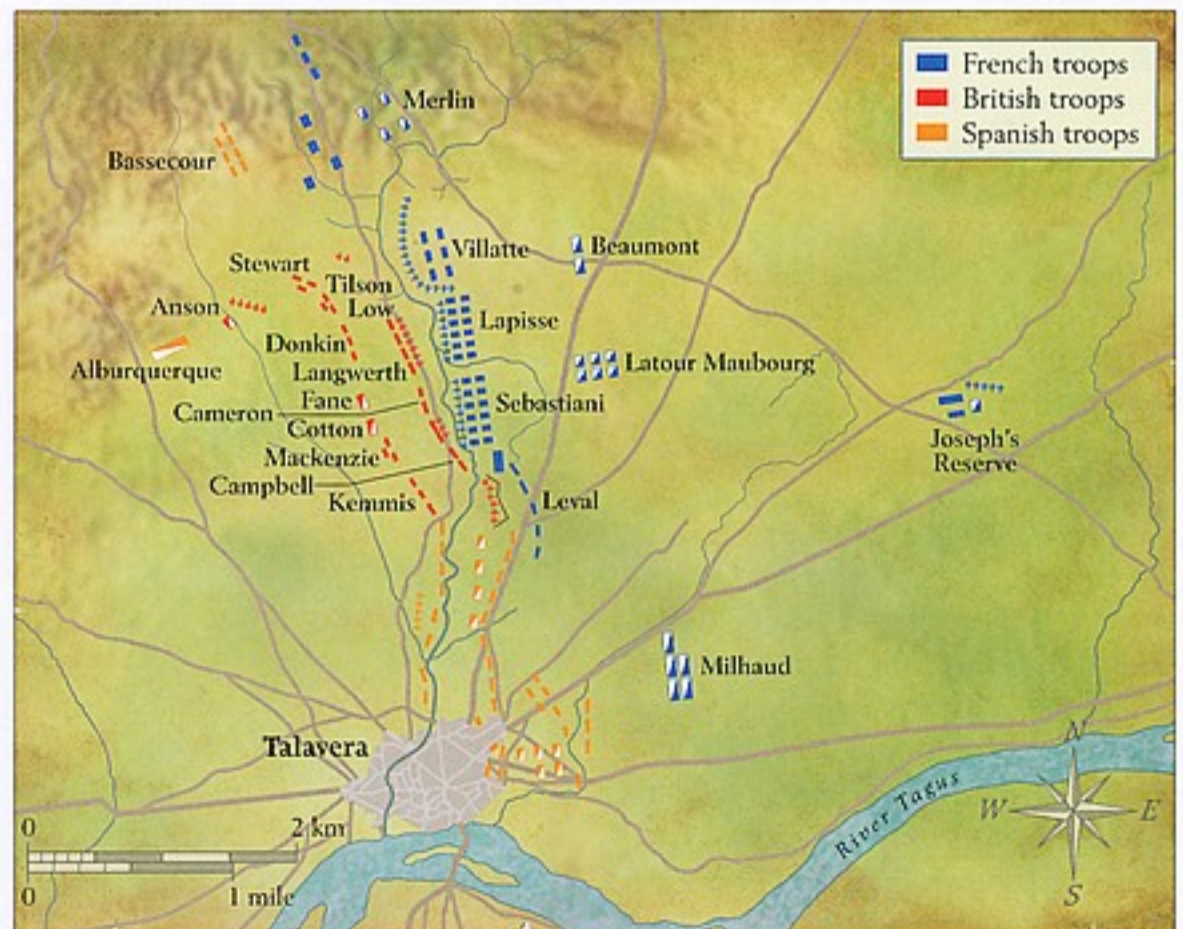 French troops
British troops
Spanish troops
Merlin
Bassecour
Villatte
Beaumont
Stewart
Tilson
Anson
Low
Lapisse
Donkin
Alburquerque
Langwerth
Latour Maubourg
Fane
Cameron
Sebastiani
Cotton
Joseph's
Reserve
Mackenzie
Campbell
Kemmis
Leval
Milhaud
Talavera
N
W
E
S
River Tagus
0
2 km
0
1 mile